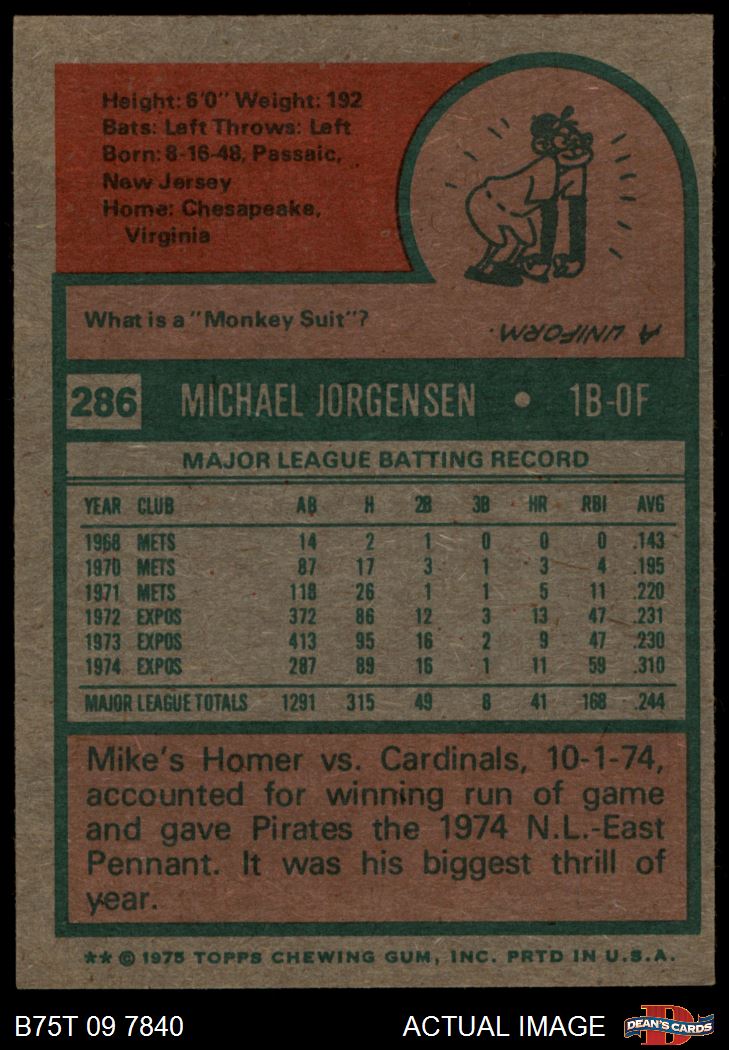 Height: 6'0" Weight: 192
Bats: Left Throws: Left
Born: 8-16-48, Passaic,
New Jersey
Home: Chesapeake,
Virginia
What is a "Monkey Suit"?
A UNIFORM.
286 MICHAEL JORGENSEN • 1B-OF
MAJOR LEAGUE BATTING RECORD
YEAR CLUB AB H 2B 3B HR RBI AVG
1968 METS 14 2 1 0 0 0 .143
1970 METS 87 17 3 1 3 4 .195
1971 METS 118 26 1 1 5 11 .220
1972 EXPOS 372 86 12 3 13 47 .231
1973 EXPOS 413 95 16 2 9 47 .230
1974 EXPOS 287 89 16 1 11 59 .310
MAJOR LEAGUE TOTALS 1291 315 49 8 41 168 .244
Mike's Homer vs. Cardinals, 10-1-74,
accounted for winning run of game
and gave Pirates the 1974 N.L.-East
Pennant. It was his biggest thrill of
year.
** © 1975 TOPPS CHEWING GUM, INC. PRTD IN U.S.A.
B75T 09 7840 ACTUAL IMAGE DEAN'S CARDS